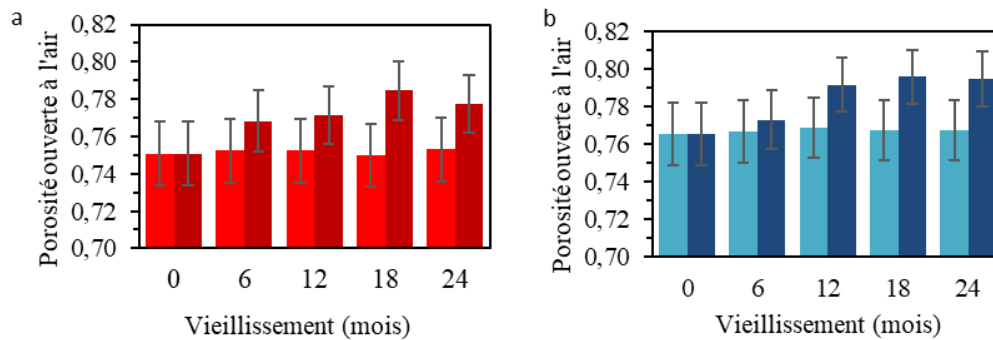 a
Porosité ouverte à l'air
0,82
0,80
0,78
0,76
0,74
0,72
0,70
0 6 12 18 24
Vieillissement (mois)
b
Porosité ouverte à l'air
0,82
0,80
0,78
0,76
0,74
0,72
0,70
0 6 12 18 24
Vieillissement (mois)